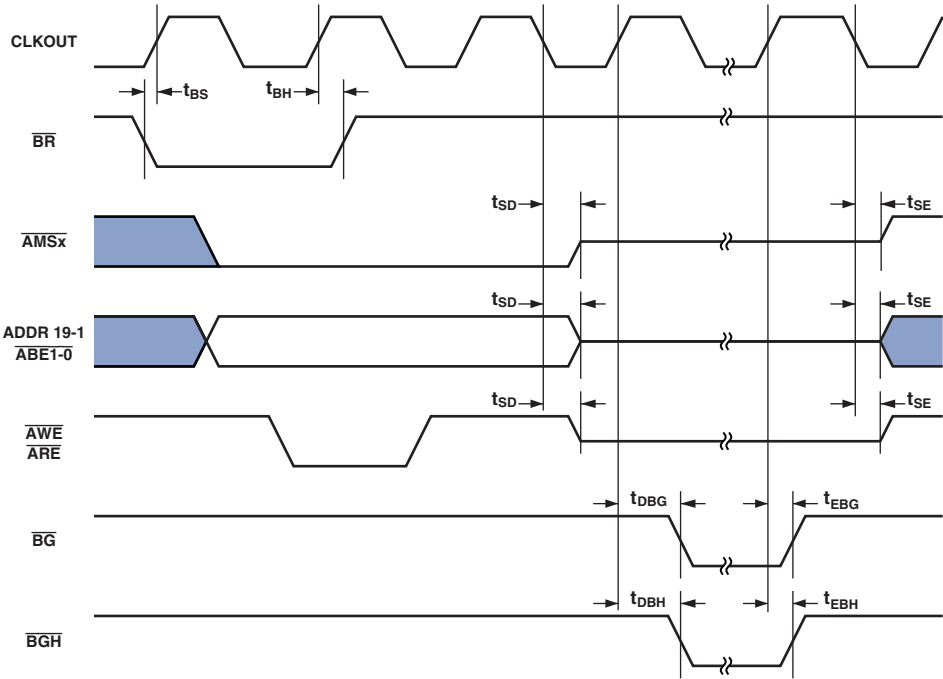 CLKOUT
tBS
tBH
BR
tSD
tSE
AMSx
tSD
tSE
ADDR 19-1
ABE1-0
tSD
tSE
AWE
ARE
tDBG
tEBG
BG
tDBH
tEBH
BGH